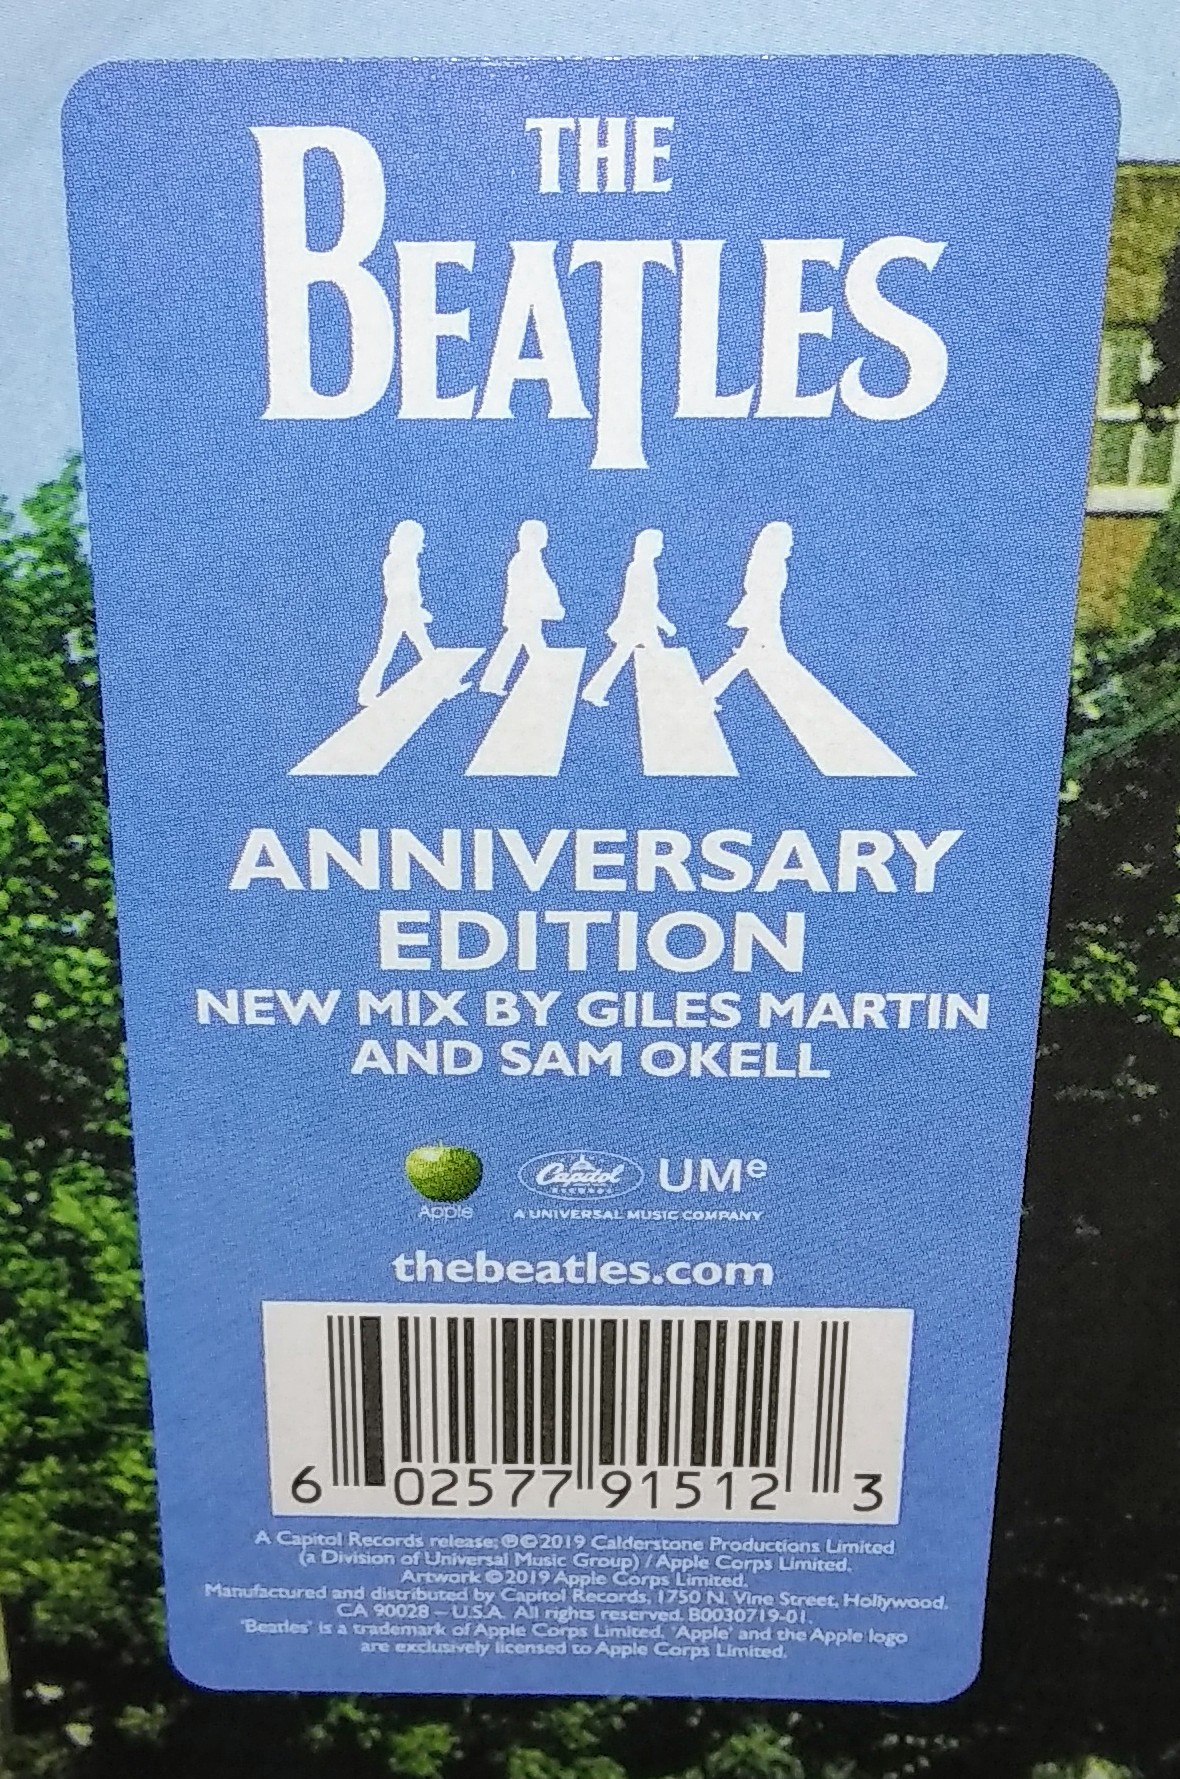 THE
BEATLES
ANNIVERSARY
EDITION
NEW MIX BY GILES MARTIN
AND SAM OKELL
Apple
Capitol
RECORDS
UMe
A UNIVERSAL MUSIC COMPANY
thebeatles.com
6 02577 91512 3
A Capitol Records release; ℗©2019 Calderstone Productions Limited
(a Division of Universal Music Group) / Apple Corps Limited.
Artwork ©2019 Apple Corps Limited.
Manufactured and distributed by Capitol Records, 1750 N. Vine Street, Hollywood,
CA 90028 – U.S.A. All rights reserved. B0030719-01.
'Beatles' is a trademark of Apple Corps Limited. 'Apple' and the Apple logo
are exclusively licensed to Apple Corps Limited.